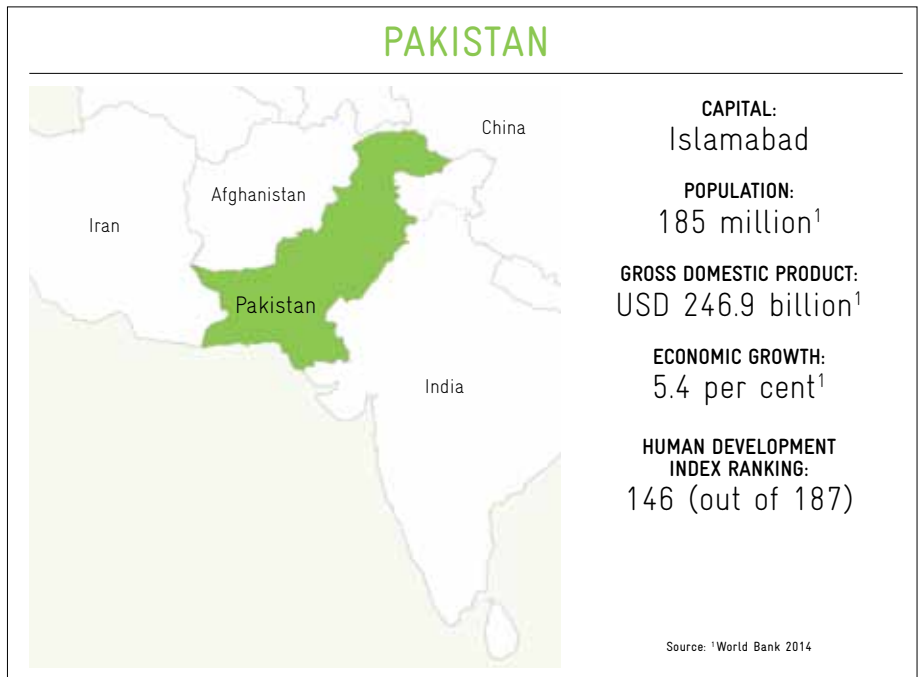 PAKISTAN
China
Afghanistan
Iran
Pakistan
India
CAPITAL:
Islamabad
POPULATION:
185 million¹
GROSS DOMESTIC PRODUCT:
USD 246.9 billion¹
ECONOMIC GROWTH:
5.4 per cent¹
HUMAN DEVELOPMENT
INDEX RANKING:
146 (out of 187)
Source: ¹World Bank 2014